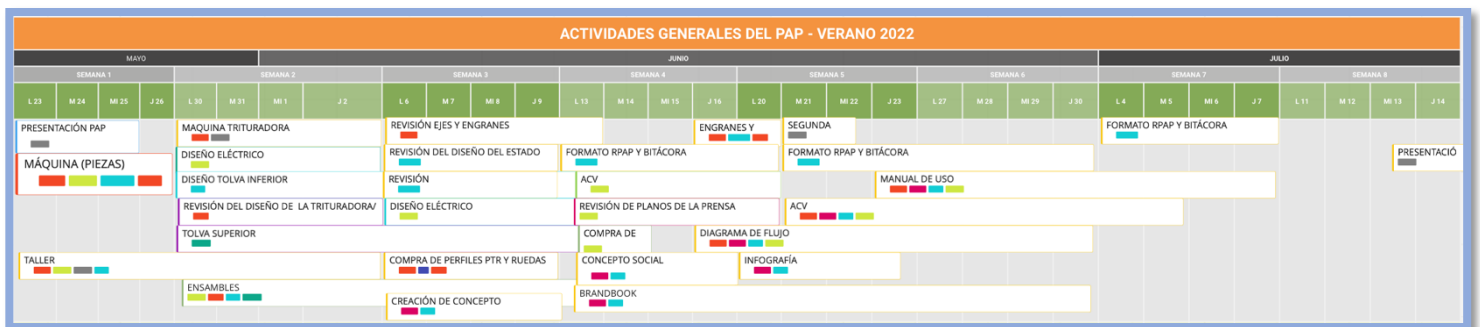 ACTIVIDADES GENERALES DEL PAP - VERANO 2022
MAYO JUNIO JULIO
SEMANA 1 SEMANA 2 SEMANA 3 SEMANA 4 SEMANA 5 SEMANA 6 SEMANA 7 SEMANA 8
L 23 M 24 MI 25 J 26 L 30 M 31 MI 1 J 2 L 6 M 7 MI 8 J 9 L 13 M 14 MI 15 J 16 L 20 M 21 MI 22 J 23 L 27 M 28 MI 29 J 30 L 4 M 5 MI 6 J 7 L 11 M 12 MI 13 J 14
PRESENTACIÓN PAP MAQUINA TRITURADORA REVISIÓN EJES Y ENGRANES ENGRANES Y SEGUNDA FORMATO RPAP Y BITÁCORA
MÁQUINA (PIEZAS) DISEÑO ELÉCTRICO REVISIÓN DEL DISEÑO DEL ESTADO FORMATO RPAP Y BITÁCORA FORMATO RPAP Y BITÁCORA PRESENTACIÓ
DISEÑO TOLVA INFERIOR REVISIÓN ACV MANUAL DE USO
REVISIÓN DEL DISEÑO DE LA TRITURADORA/ DISEÑO ELÉCTRICO REVISIÓN DE PLANOS DE LA PRENSA ACV
TOLVA SUPERIOR COMPRA DE DIAGRAMA DE FLUJO
TALLER COMPRA DE PERFILES PTR Y RUEDAS CONCEPTO SOCIAL INFOGRAFÍA
ENSAMBLES CREACIÓN DE CONCEPTO BRANDBOOK